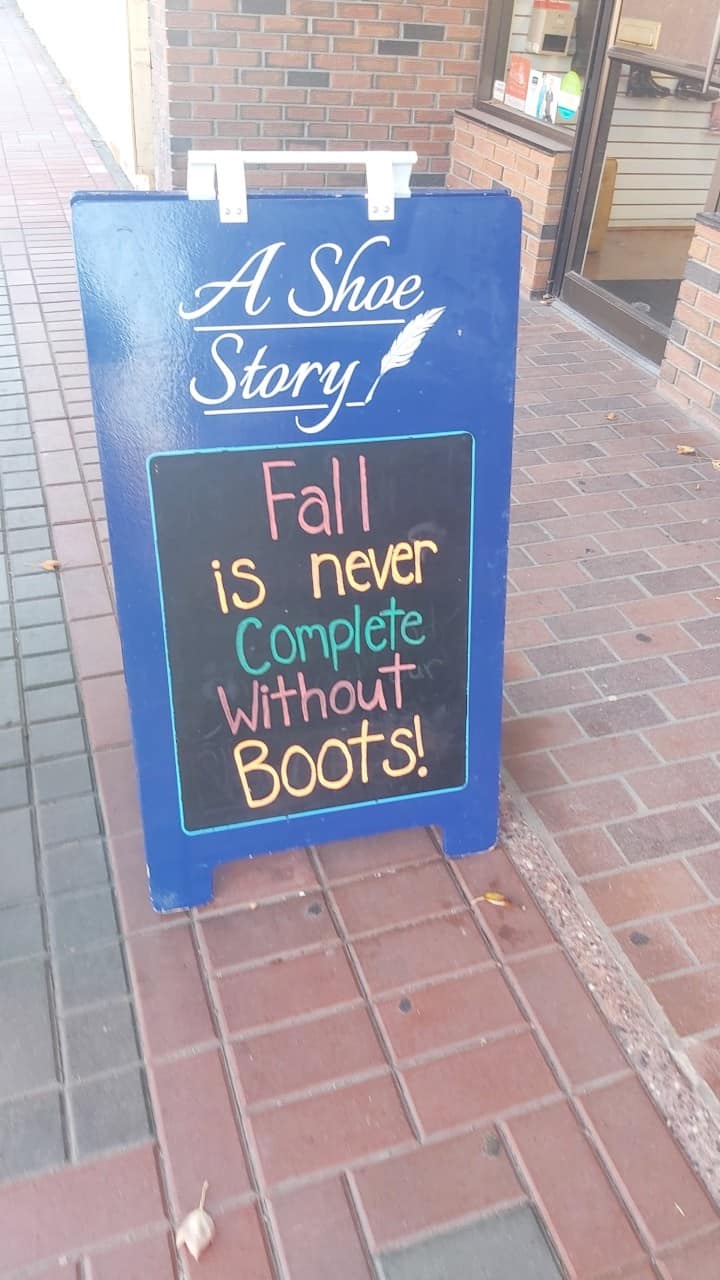 A Shoe
Story
Fall
is never
Complete
Without
Boots!